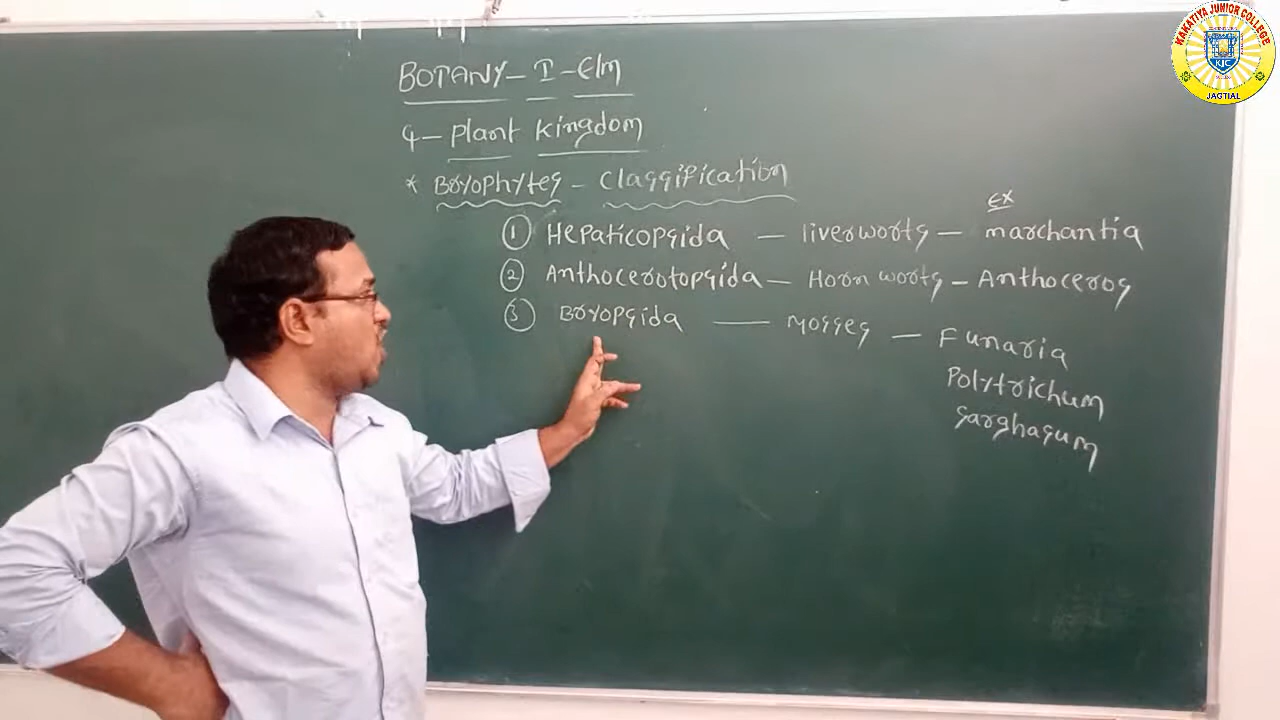 BOTANY - I - E/m
4 - Plant Kingdom
* Bryophytes - Classification
Ex
1 Hepaticopsida - liverworts - marchantia
2 Anthocerotopsida - Horn worts - Anthoceros
3 Bryopsida - Mosses - Funaria
Polytrichum
sarghasum
KAKATIYA JUNIOR COLLEGE
KJC
JAGTIAL